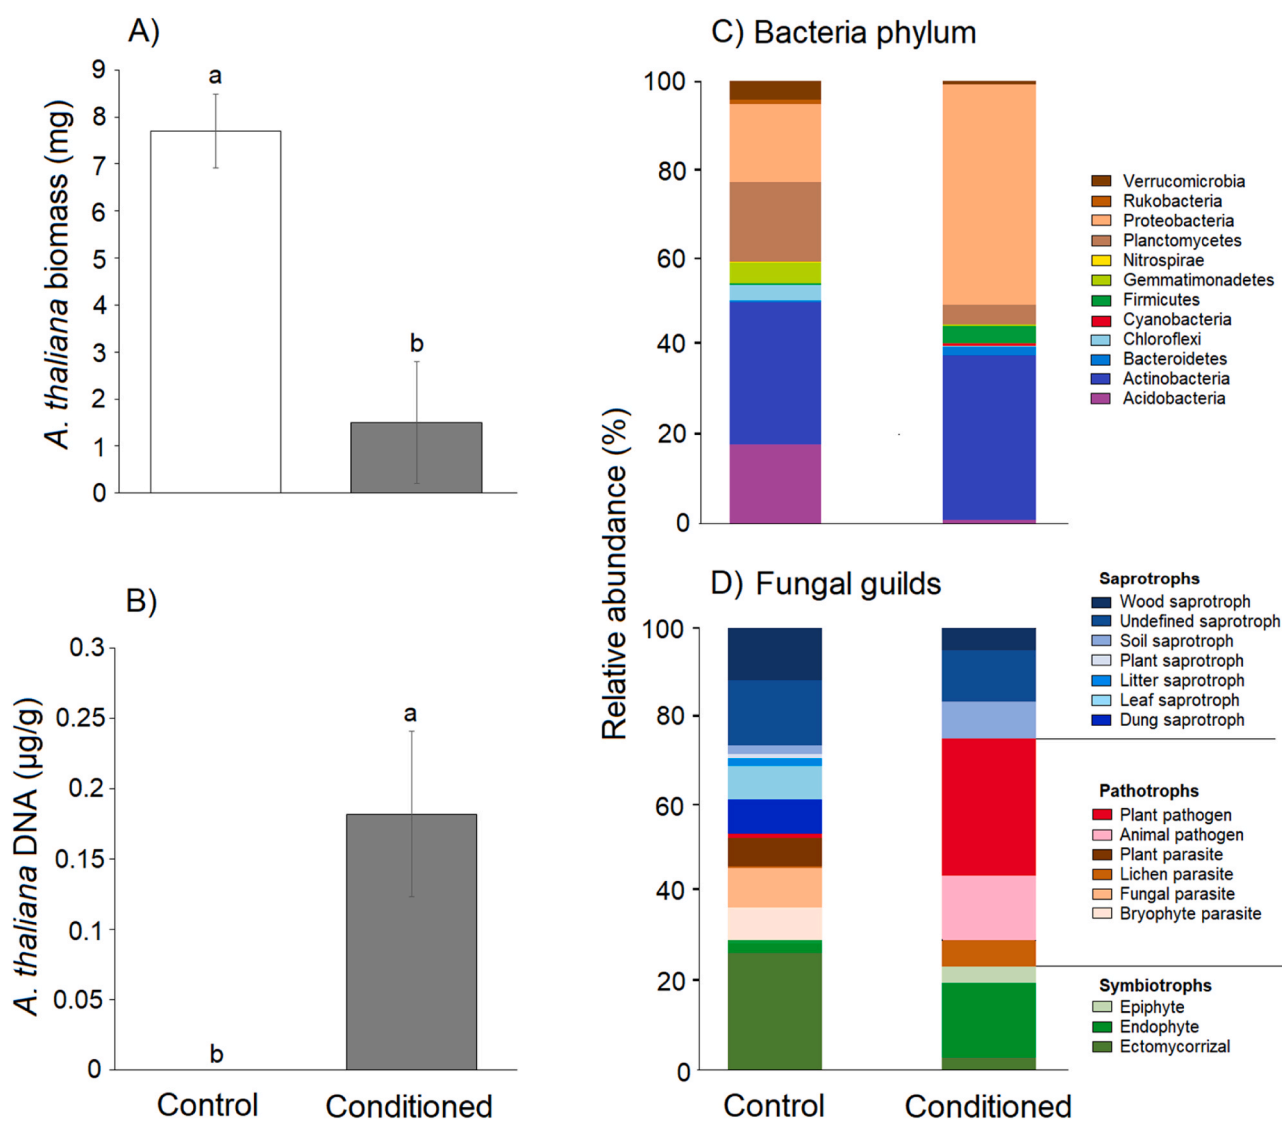 A)
A. thaliana biomass (mg)
9
8
7
6
5
4
3
2
1
0
a
b
B)
A. thaliana DNA (µg/g)
0.3
0.25
0.2
0.15
0.1
0.05
0
b
a
Control
Conditioned
Relative abundance (%)
C) Bacteria phylum
100
80
60
40
20
0
Verrucomicrobia
Rukobacteria
Proteobacteria
Planctomycetes
Nitrospirae
Gemmatimonadetes
Firmicutes
Cyanobacteria
Chloroflexi
Bacteroidetes
Actinobacteria
Acidobacteria
D) Fungal guilds
100
80
60
40
20
0
Control
Conditioned
Saprotrophs
Wood saprotroph
Undefined saprotroph
Soil saprotroph
Plant saprotroph
Litter saprotroph
Leaf saprotroph
Dung saprotroph
Pathotrophs
Plant pathogen
Animal pathogen
Plant parasite
Lichen parasite
Fungal parasite
Bryophyte parasite
Symbiotrophs
Epiphyte
Endophyte
Ectomycorrizal